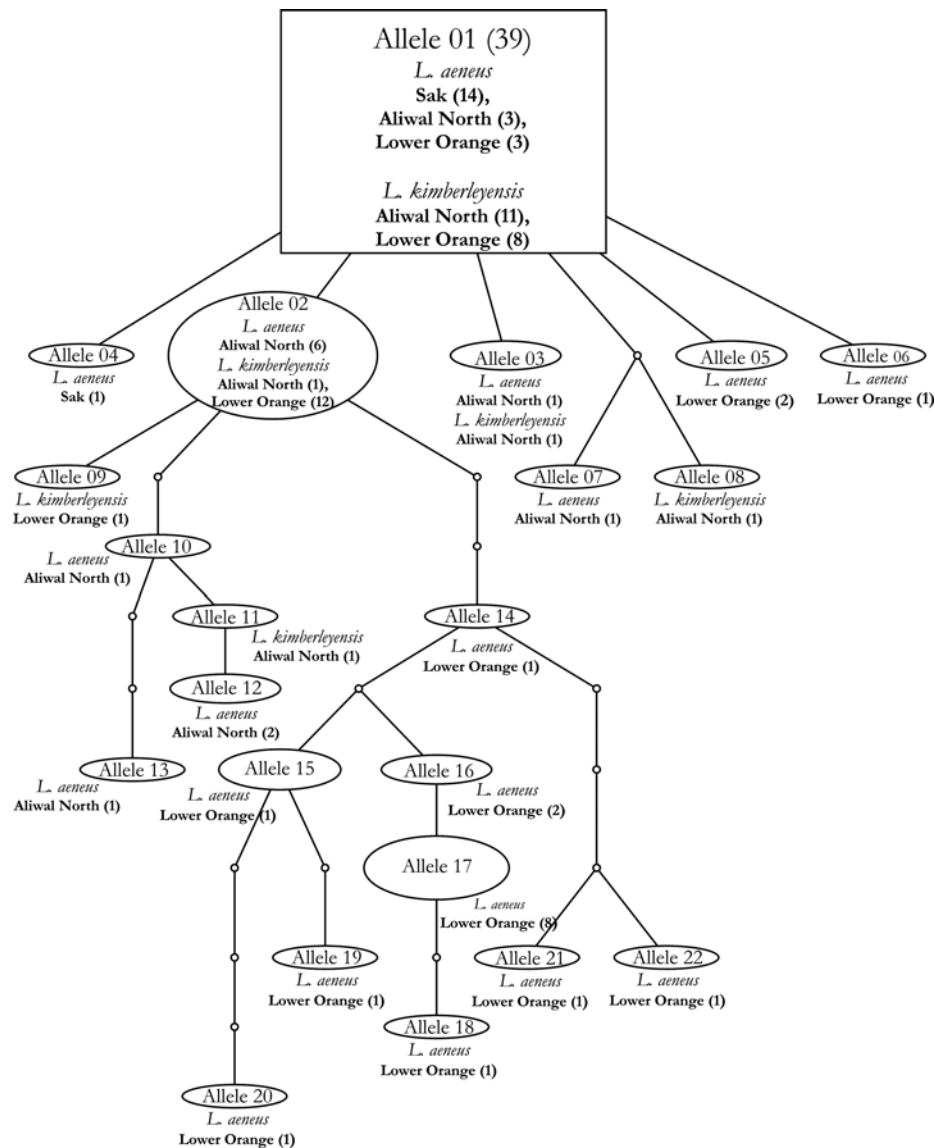 Allele 01 (39)
L. aeneus
Sak (14),
Aliwal North (3),
Lower Orange (3)
L. kimberleyensis
Aliwal North (11),
Lower Orange (8)
Allele 02
L. aeneus
Aliwal North (6)
L. kimberleyensis
Aliwal North (1),
Lower Orange (12)
Allele 04
L. aeneus
Sak (1)
Allele 03
L. aeneus
Aliwal North (1)
L. kimberleyensis
Aliwal North (1)
Allele 05
L. aeneus
Lower Orange (2)
Allele 06
L. aeneus
Lower Orange (1)
Allele 09
L. kimberleyensis
Lower Orange (1)
Allele 07
L. aeneus
Aliwal North (1)
Allele 08
L. kimberleyensis
Aliwal North (1)
Allele 10
L. aeneus
Aliwal North (1)
Allele 11
L. kimberleyensis
Aliwal North (1)
Allele 12
L. aeneus
Aliwal North (2)
Allele 14
L. aeneus
Lower Orange (1)
Allele 13
L. aeneus
Aliwal North (1)
Allele 15
L. aeneus
Lower Orange (1)
Allele 16
L. aeneus
Lower Orange (2)
Allele 17
L. aeneus
Lower Orange (8)
Allele 19
L. aeneus
Lower Orange (1)
Allele 21
L. aeneus
Lower Orange (1)
Allele 22
L. aeneus
Lower Orange (1)
Allele 18
L. aeneus
Lower Orange (1)
Allele 20
L. aeneus
Lower Orange (1)